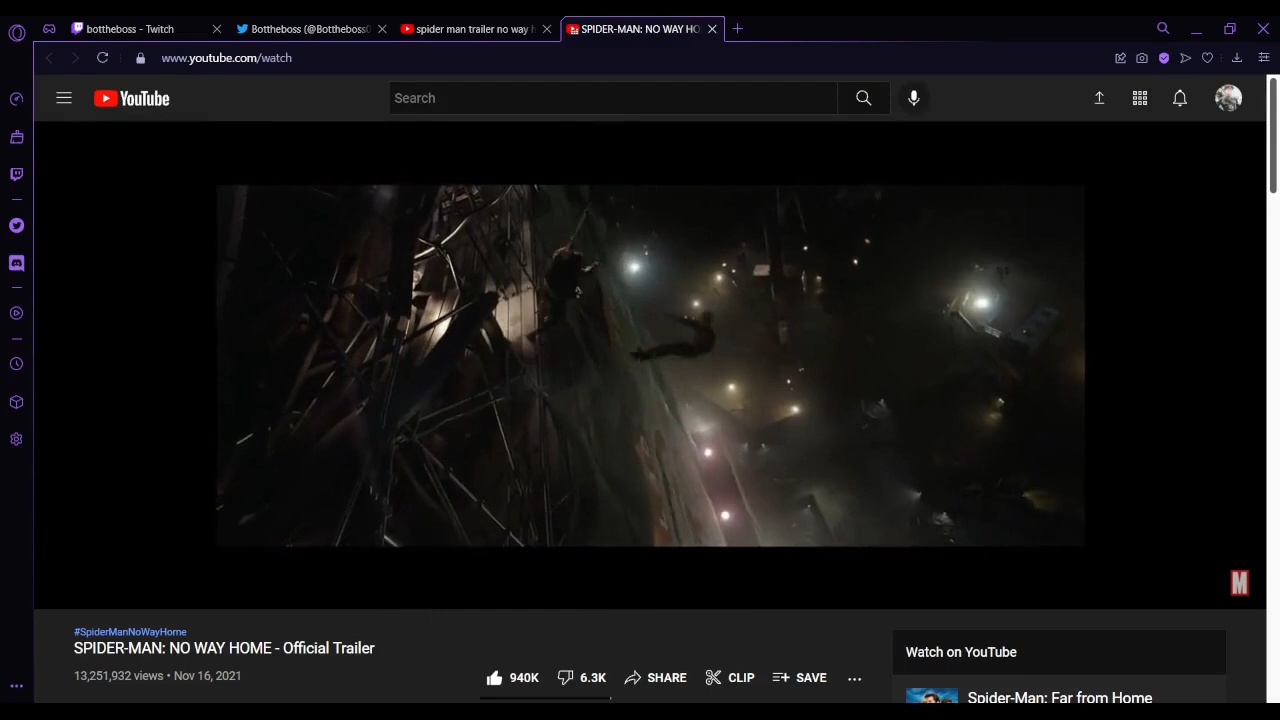 bottheboss - Twitch
Bottheboss (@Bottheboss0
spider man trailer no way h
SPIDER-MAN: NO WAY HO
www.youtube.com/watch
YouTube
Search
M
#SpiderManNoWayHome
SPIDER-MAN: NO WAY HOME - Official Trailer
13,251,932 views • Nov 16, 2021
940K
6.3K
SHARE
CLIP
SAVE
Watch on YouTube
Spider-Man: Far from Home